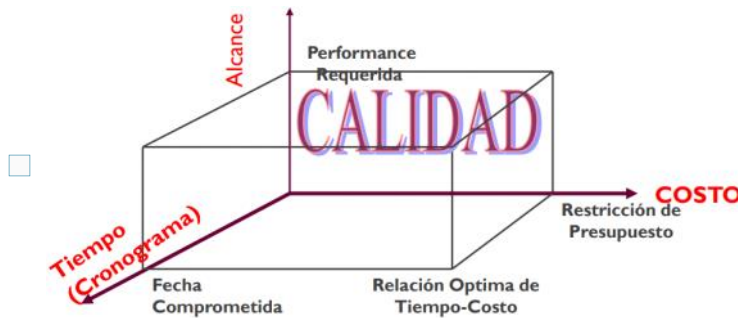 Alcance
Performance
Requerida
CALIDAD
COSTO
Restricción de
Presupuesto
Tiempo
(Cronograma)
Fecha
Comprometida
Relación Optima de
Tiempo-Costo